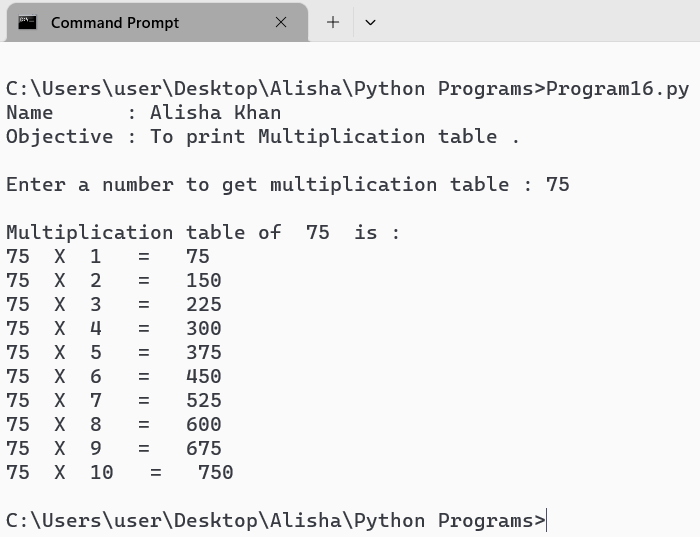 Command Prompt
C:\Users\user\Desktop\Alisha\Python Programs>Program16.py
Name      : Alisha Khan
Objective : To print Multiplication table .
Enter a number to get multiplication table : 75
Multiplication table of  75  is :
75  X  1   =   75
75  X  2   =   150
75  X  3   =   225
75  X  4   =   300
75  X  5   =   375
75  X  6   =   450
75  X  7   =   525
75  X  8   =   600
75  X  9   =   675
75  X  10   =   750
C:\Users\user\Desktop\Alisha\Python Programs>